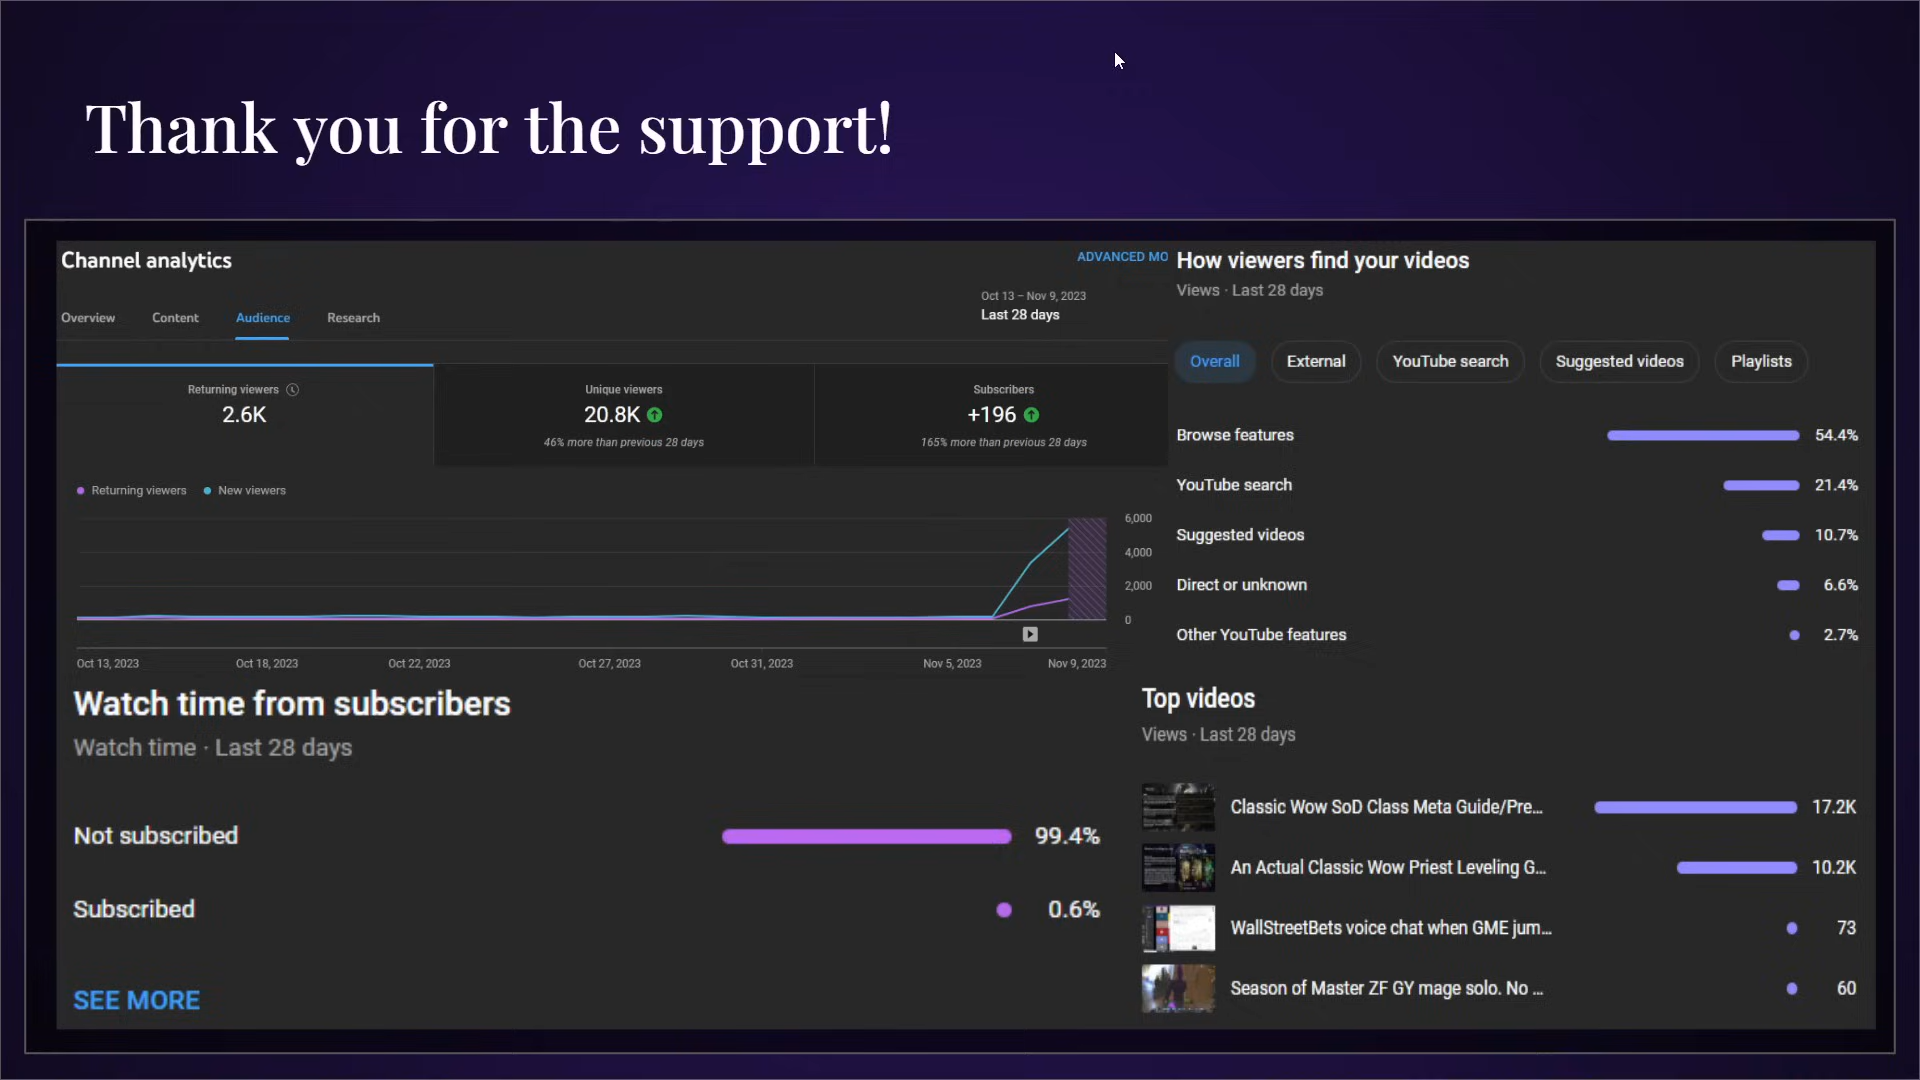 Thank you for the support!
Channel analytics
ADVANCED MO
Oct 13 – Nov 9, 2023
Last 28 days
Overview
Content
Audience
Research
Returning viewers
2.6K
Unique viewers
20.8K
46% more than previous 28 days
Subscribers
+196
165% more than previous 28 days
Returning viewers
New viewers
6,000
4,000
2,000
0
Oct 13, 2023
Oct 18, 2023
Oct 22, 2023
Oct 27, 2023
Oct 31, 2023
Nov 5, 2023
Nov 9, 2023
How viewers find your videos
Views · Last 28 days
Overall
External
YouTube search
Suggested videos
Playlists
Browse features
54.4%
YouTube search
21.4%
Suggested videos
10.7%
Direct or unknown
6.6%
Other YouTube features
2.7%
Watch time from subscribers
Watch time · Last 28 days
Not subscribed
99.4%
Subscribed
0.6%
SEE MORE
Top videos
Views · Last 28 days
Classic Wow SoD Class Meta Guide/Pre...
17.2K
An Actual Classic Wow Priest Leveling G...
10.2K
WallStreetBets voice chat when GME jum...
73
Season of Master ZF GY mage solo. No ...
60